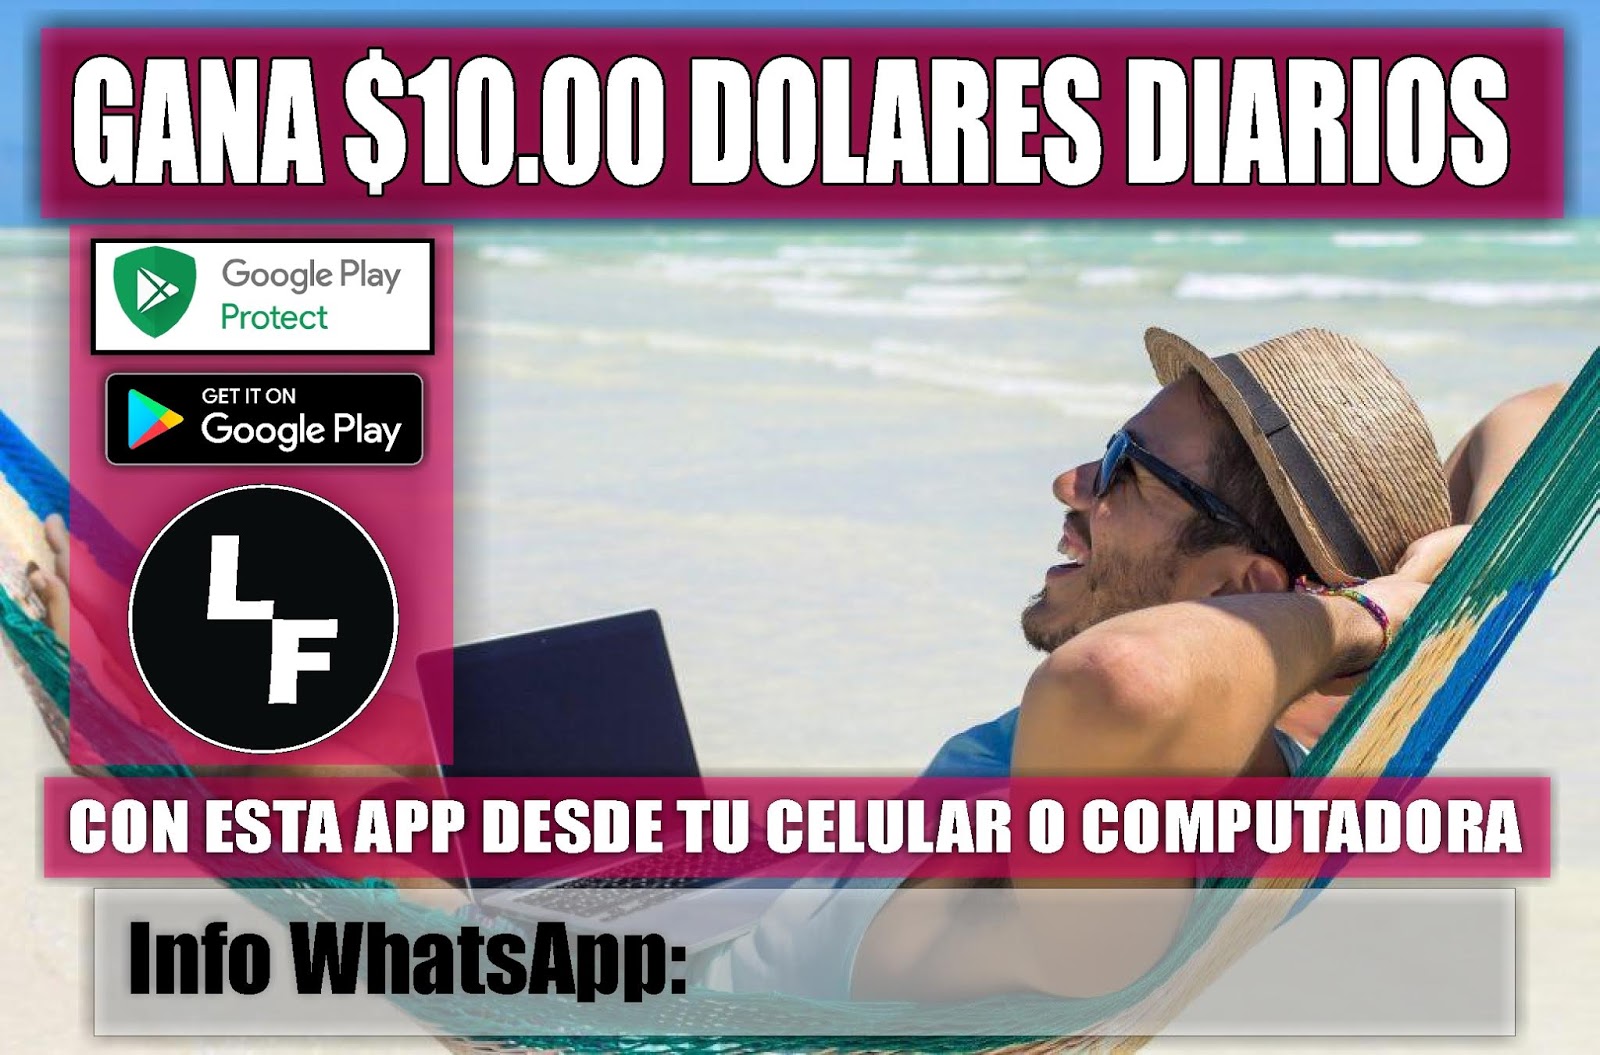 GANA $10.00 DOLARES DIARIOS
Google Play
Protect
GET IT ON
Google Play
L
F
CON ESTA APP DESDE TU CELULAR O COMPUTADORA
Info WhatsApp: